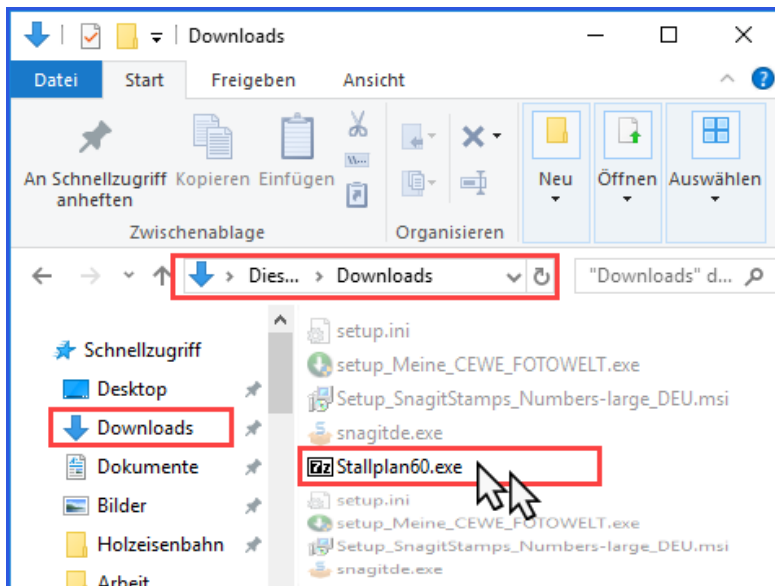 Downloads
Datei Start Freigeben Ansicht
An Schnellzugriff anheften
Kopieren Einfügen
Neu Öffnen Auswählen
Zwischenablage Organisieren
Dies... > Downloads
"Downloads" d...
Schnellzugriff
Desktop
Downloads
Dokumente
Bilder
Holzeisenbahn
Arbeit
setup.ini
setup_Meine_CEWE_FOTOWELT.exe
Setup_SnagitStamps_Numbers-large_DEU.msi
snagitde.exe
7z Stallplan60.exe
setup.ini
setup_Meine_CEWE_FOTOWELT.exe
Setup_SnagitStamps_Numbers-large_DEU.msi
snagitde.exe